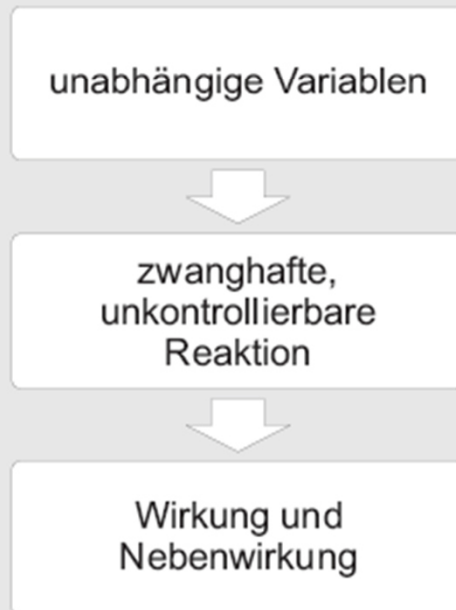 unabhängige Variablen
zwanghafte,
unkontrollierbare
Reaktion
Wirkung und
Nebenwirkung